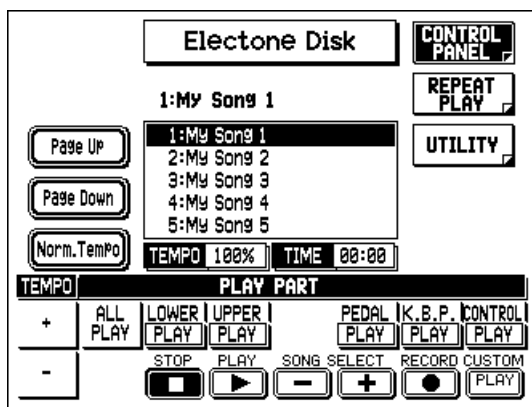 Electone Disk
CONTROL
PANEL
1:My Song 1
REPEAT
PLAY
UTILITY
Page Up
Page Down
Norm.Tempo
1:My Song 1
2:My Song 2
3:My Song 3
4:My Song 4
5:My Song 5
TEMPO 100% TIME 00:00
TEMPO PLAY PART
+
-
ALL
PLAY
LOWER
PLAY
UPPER
PLAY
PEDAL
PLAY
K.B.P.
PLAY
CONTROL
PLAY
STOP PLAY SONG SELECT RECORD CUSTOM
- + PLAY